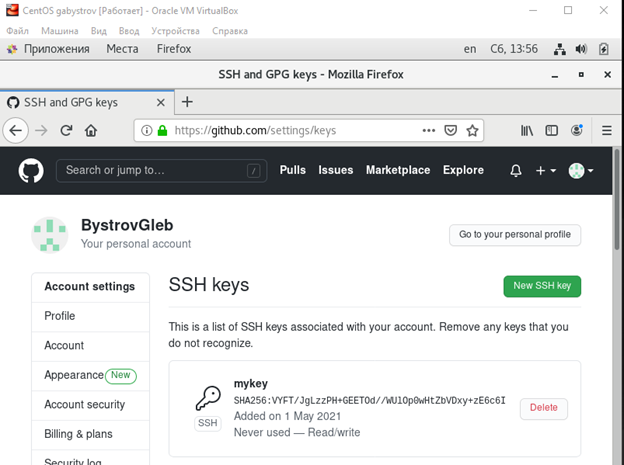 CentOS gabystrov [Работает] - Oracle VM VirtualBox
Файл Машина Вид Ввод Устройства Справка
Приложения Места Firefox en Сб, 13:56
SSH and GPG keys - Mozilla Firefox
SSH and GPG keys
https://github.com/settings/keys
Search or jump to… / Pulls Issues Marketplace Explore
BystrovGleb
Your personal account
Go to your personal profile
Account settings
Profile
Account
Appearance New
Account security
Billing & plans
Security log
SSH keys
New SSH key
This is a list of SSH keys associated with your account. Remove any keys that you
do not recognize.
mykey
SHA256:VYFT/JgLzzPH+GEETOd//WUlOp0wHtZbVDxy+zE6c6I
Added on 1 May 2021
Never used — Read/write
SSH
Delete